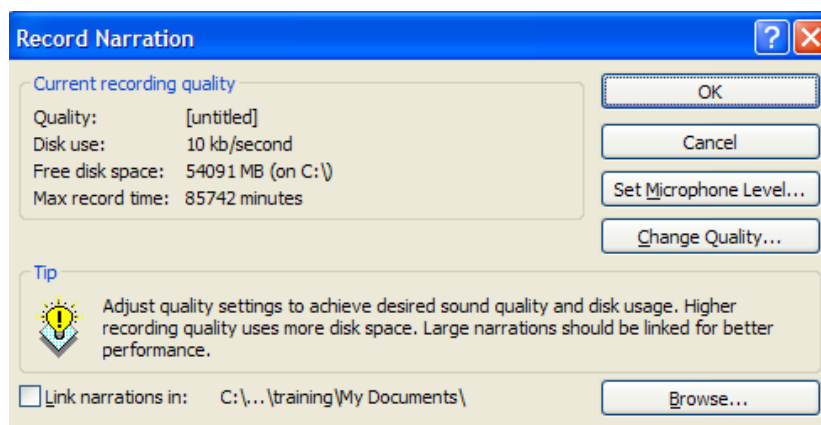 Record Narration
Current recording quality
Quality: [untitled]
Disk use: 10 kb/second
Free disk space: 54091 MB (on C:\)
Max record time: 85742 minutes
OK
Cancel
Set Microphone Level...
Change Quality...
Tip
Adjust quality settings to achieve desired sound quality and disk usage. Higher
recording quality uses more disk space. Large narrations should be linked for better
performance.
Link narrations in: C:\...\training\My Documents\
Browse...